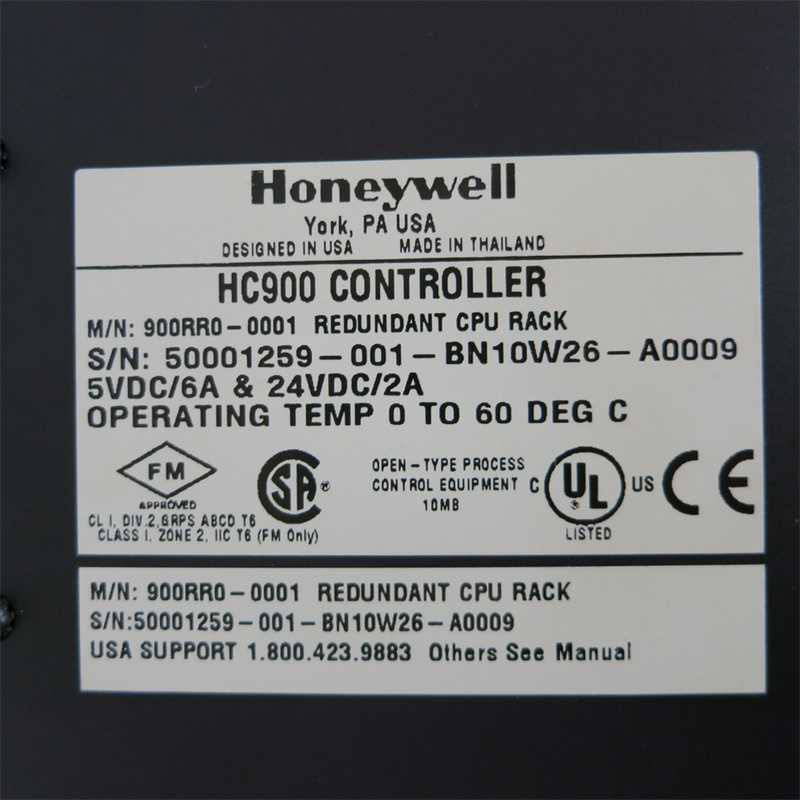 Honeywell
York, PA USA
DESIGNED IN USA MADE IN THAILAND
HC900 CONTROLLER
M/N: 900RR0-0001 REDUNDANT CPU RACK
S/N: 50001259-001-BN10W26-A0009
5VDC/6A & 24VDC/2A
OPERATING TEMP 0 TO 60 DEG C
FM
APPROVED
CL I, DIV.2,GRPS ABCD T6
CLASS I, ZONE 2, IIC T6 (FM Only)
SA ®
OPEN-TYPE PROCESS
CONTROL EQUIPMENT
10MB
C UL ® US
LISTED
CE
M/N: 900RR0-0001 REDUNDANT CPU RACK
S/N:50001259-001-BN10W26-A0009
USA SUPPORT 1.800.423.9883 Others See Manual